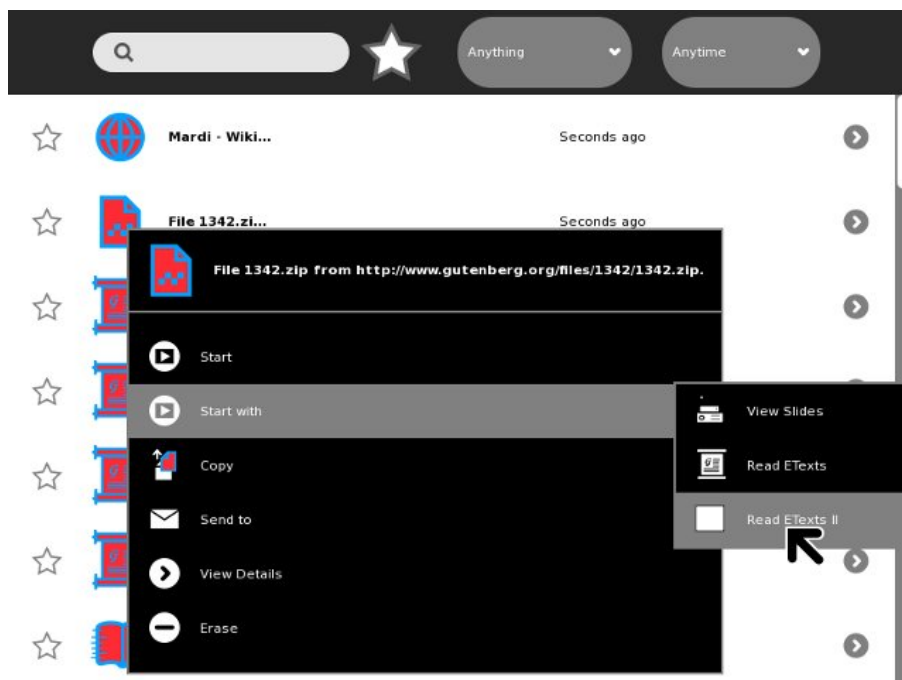 Anything
Anytime
Mardi - Wiki...
Seconds ago
File 1342.zi...
Seconds ago
File 1342.zip from http://www.gutenberg.org/files/1342/1342.zip.
Start
Start with
View Slides
Copy
Read ETexts
Send to
Read ETexts II
View Details
Erase